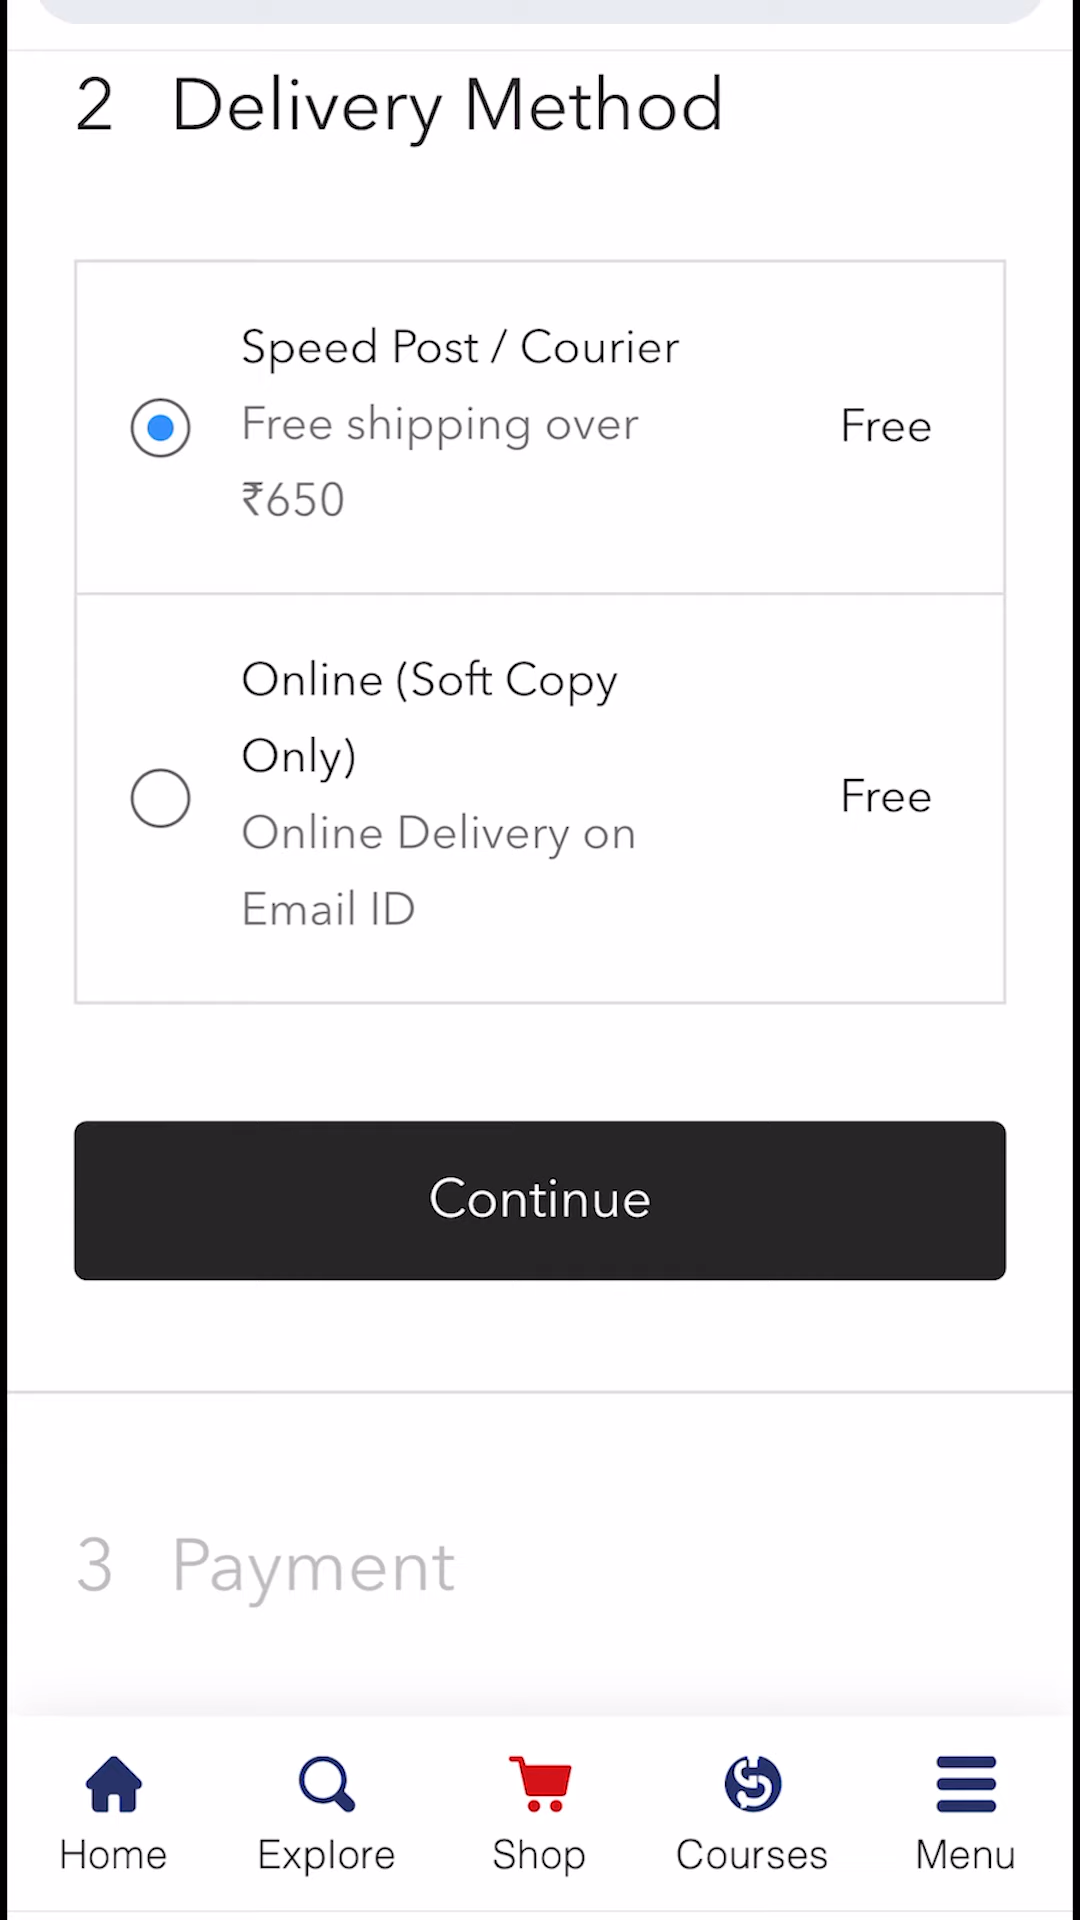 2 Delivery Method
Speed Post / Courier
Free shipping over
₹650
Free
Online (Soft Copy
Only)
Online Delivery on
Email ID
Free
Continue
3 Payment
Home Explore Shop Courses Menu